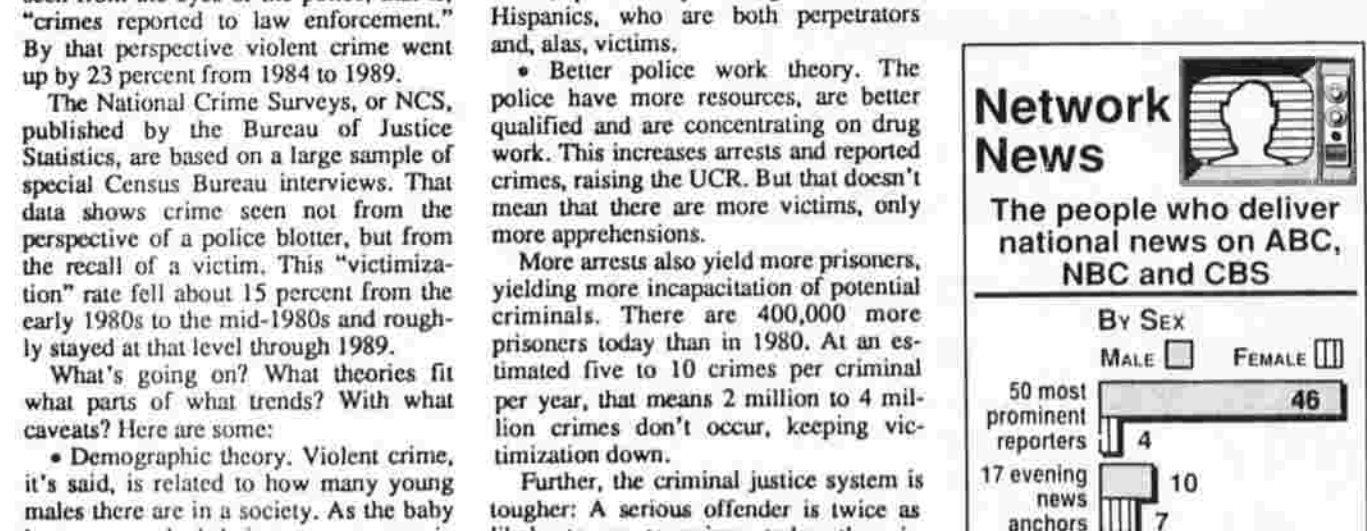 "crimes reported to law enforcement."
By that perspective violent crime went
up by 23 percent from 1984 to 1989.
The National Crime Surveys, or NCS,
published by the Bureau of Justice
Statistics, are based on a large sample of
special Census Bureau interviews. That
data shows crime seen not from the
perspective of a police blotter, but from
the recall of a victim. This "victimiza-
tion" rate fell about 15 percent from the
early 1980s to the mid-1980s and rough-
ly stayed at that level through 1989.
What's going on? What theories fit
what parts of what trends? With what
caveats? Here are some:
• Demographic theory. Violent crime,
it's said, is related to how many young
males there are in a society. As the baby
Hispanics, who are both perpetrators
and, alas, victims.
• Better police work theory. The
police have more resources, are better
qualified and are concentrating on drug
work. This increases arrests and reported
crimes, raising the UCR. But that doesn't
mean that there are more victims, only
more apprehensions.
More arrests also yield more prisoners,
yielding more incapacitation of potential
criminals. There are 400,000 more
prisoners today than in 1980. At an es-
timated five to 10 crimes per criminal
per year, that means 2 million to 4 mil-
lion crimes don't occur, keeping vic-
timization down.
Further, the criminal justice system is
tougher: A serious offender is twice as
Network
News
The people who deliver
national news on ABC,
NBC and CBS
BY SEX
MALE FEMALE
50 most
prominent
reporters
46
4
17 evening
news
anchors
10
7